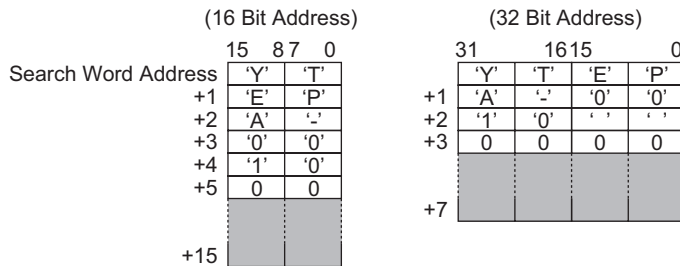 (16 Bit Address) (32 Bit Address)
15 8 7 0 31 16 15 0
Search Word Address ‘Y’ ‘T’ ‘Y’ ‘T’ ‘E’ ‘P’
+1 ‘E’ ‘P’ +1 ‘A’ ‘-’ ‘0’ ‘0’
+2 ‘A’ ‘-’ +2 ‘1’ ‘0’ ‘ ’ ‘ ’
+3 ‘0’ ‘0’ +3 0 0 0 0
+4 ‘1’ ‘0’
+5 0 0
+7
+15